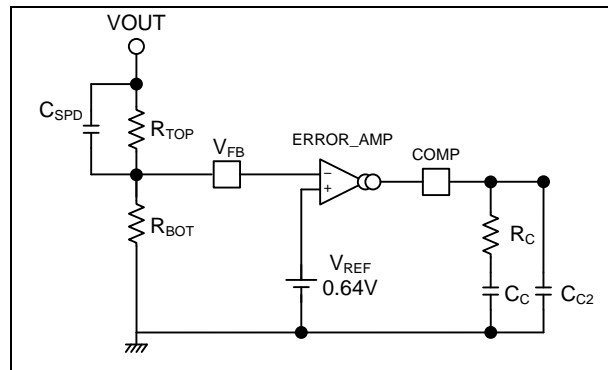 VOUT
CSPD
RTOP
VFB
ERROR_AMP
COMP
−
+
RBOT
RC
VREF
0.64V
CC
CC2